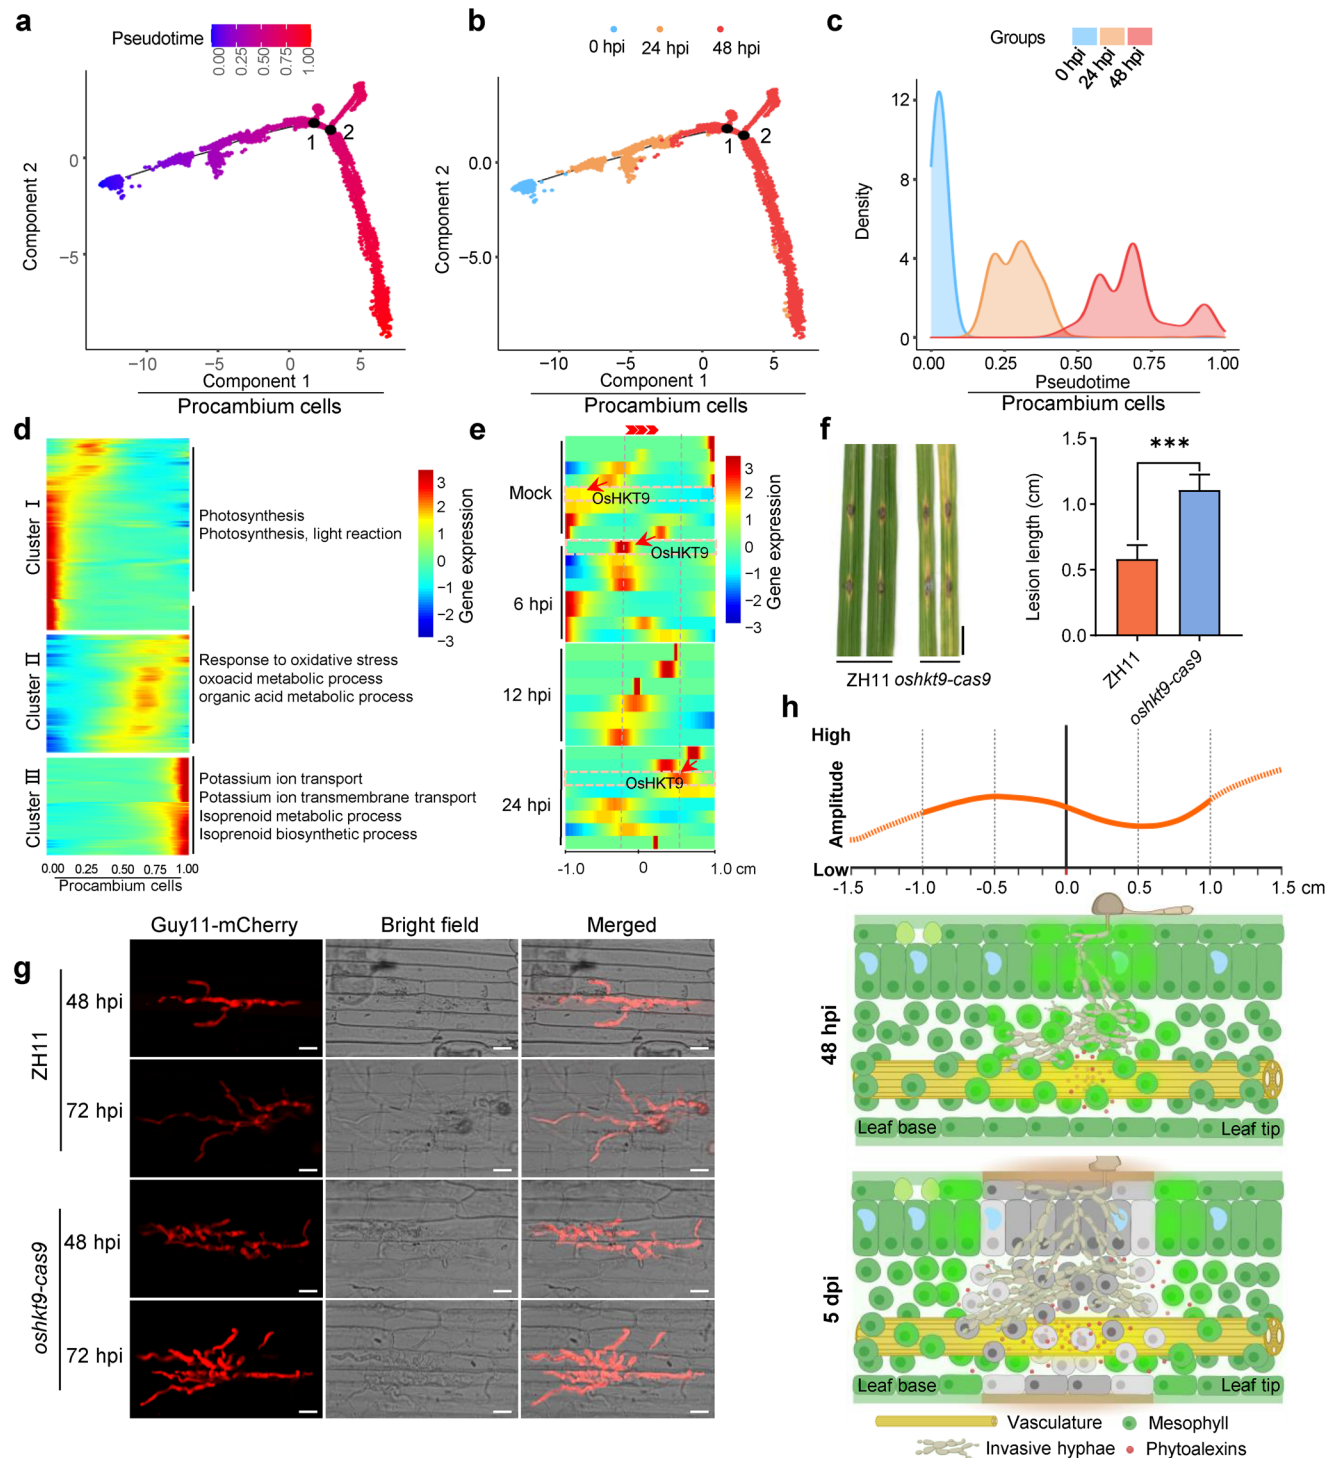 a
Pseudotime
0.00
0.25
0.50
0.75
1.00
Component 2
0
−5
1
2
−10
−5
0
5
Component 1
Procambium cells
b
0 hpi
24 hpi
48 hpi
Component 2
0.0
−5.0
1
2
−10
−5
0
5
Component 1
Procambium cells
c
Groups
0 hpi
24 hpi
48 hpi
Density
12
8
4
0
0.00
0.25
0.50
0.75
1.00
Pseudotime
Procambium cells
d
Cluster Ⅰ
Photosynthesis
Photosynthesis, light reaction
Cluster Ⅱ
Response to oxidative stress
oxoacid metabolic process
organic acid metabolic process
Cluster Ⅲ
Potassium ion transport
Potassium ion transmembrane transport
Isoprenoid metabolic process
Isoprenoid biosynthetic process
0.00
0.25
0.50
0.75
1.00
Procambium cells
3
2
1
0
−1
−2
−3
Gene expression
e
Mock
OsHKT9
OsHKT9
6 hpi
12 hpi
24 hpi
OsHKT9
-1.0
0
1.0 cm
3
2
1
0
−1
−2
−3
Gene expression
f
ZH11 oshkt9-cas9
Lesion length (cm)
1.5
1.0
0.5
0.0
***
ZH11
oshkt9-cas9
g
Guy11-mCherry
Bright field
Merged
ZH11
48 hpi
72 hpi
oshkt9-cas9
48 hpi
72 hpi
h
High
Amplitude
Low
-1.5
-1.0
-0.5
0.0
0.5
1.0
1.5 cm
48 hpi
Leaf base
Leaf tip
5 dpi
Leaf base
Leaf tip
Vasculature
Mesophyll
Invasive hyphae
Phytoalexins